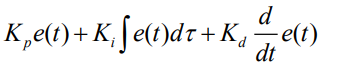 K_p e(t) + K_i ∫ e(t)dτ + K_d d/dt e(t)